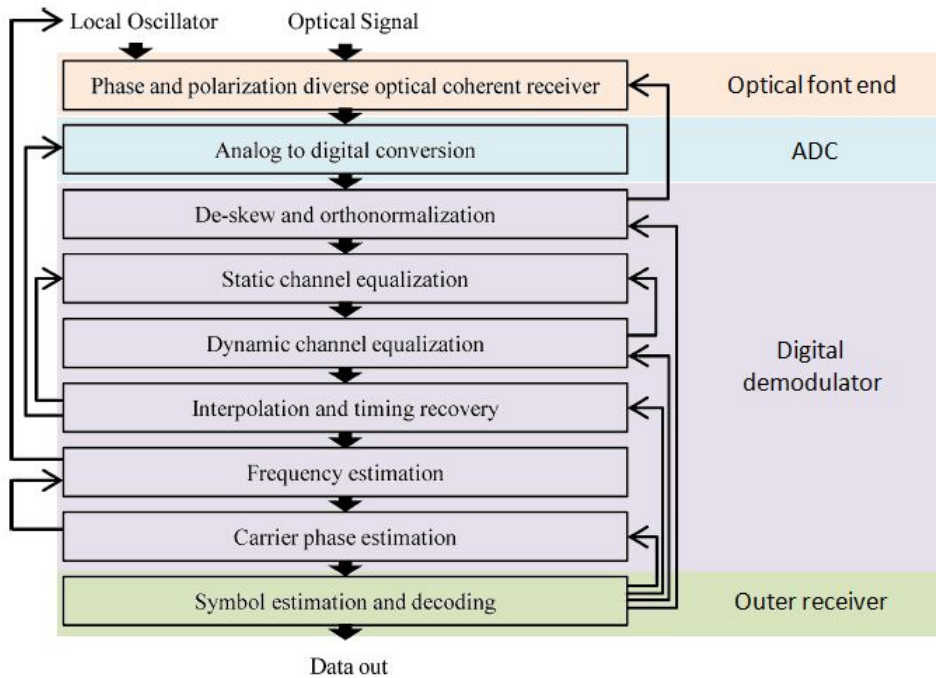 Local Oscillator
Optical Signal
Phase and polarization diverse optical coherent receiver
Optical font end
Analog to digital conversion
ADC
De-skew and orthonormalization
Static channel equalization
Dynamic channel equalization
Digital
demodulator
Interpolation and timing recovery
Frequency estimation
Carrier phase estimation
Symbol estimation and decoding
Outer receiver
Data out